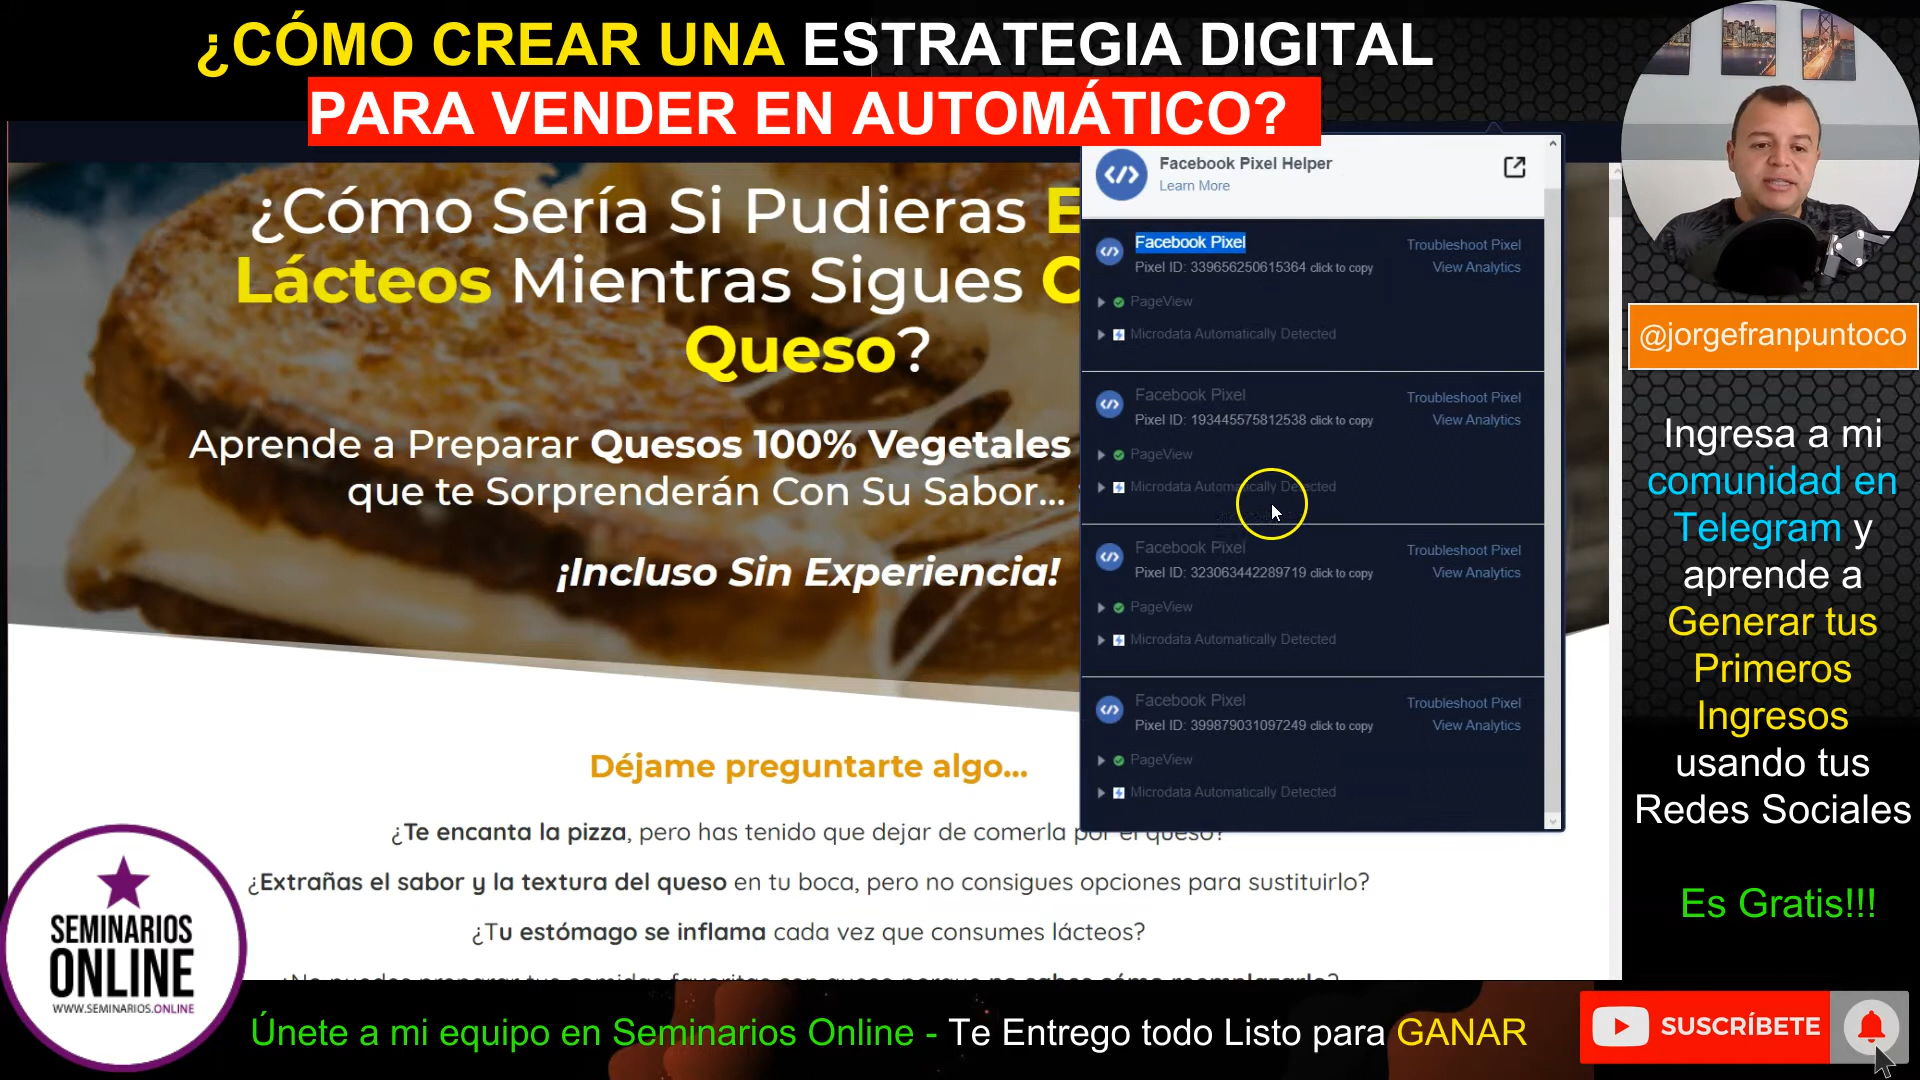 ¿CÓMO CREAR UNA ESTRATEGIA DIGITAL
PARA VENDER EN AUTOMÁTICO?
¿Cómo Sería Si Pudieras
Lácteos Mientras Sigues
Queso?
Aprende a Preparar Quesos 100% Vegetales
que te Sorprenderán Con Su Sabor...
¡Incluso Sin Experiencia!
Déjame preguntarte algo...
¿Te encanta la pizza, pero has tenido que dejar de comerla por el queso?
¿Extrañas el sabor y la textura del queso en tu boca, pero no consigues opciones para sustituirlo?
¿Tu estómago se inflama cada vez que consumes lácteos?
Facebook Pixel Helper
Learn More
Facebook Pixel
Troubleshoot Pixel
Pixel ID: 339656250615364 click to copy
View Analytics
PageView
Microdata Automatically Detected
Facebook Pixel
Troubleshoot Pixel
Pixel ID: 193445575812538 click to copy
View Analytics
PageView
Microdata Automatically Detected
Facebook Pixel
Troubleshoot Pixel
Pixel ID: 323063442289719 click to copy
View Analytics
PageView
Microdata Automatically Detected
Facebook Pixel
Troubleshoot Pixel
Pixel ID: 399879031097249 click to copy
View Analytics
PageView
Microdata Automatically Detected
@jorgefranpuntoco
Ingresa a mi
comunidad en
Telegram y
aprende a
Generar tus
Primeros
Ingresos
usando tus
Redes Sociales
Es Gratis!!!
SEMINARIOS
ONLINE
WWW.SEMINARIOS.ONLINE
Únete a mi equipo en Seminarios Online - Te Entrego todo Listo para GANAR
SUSCRÍBETE